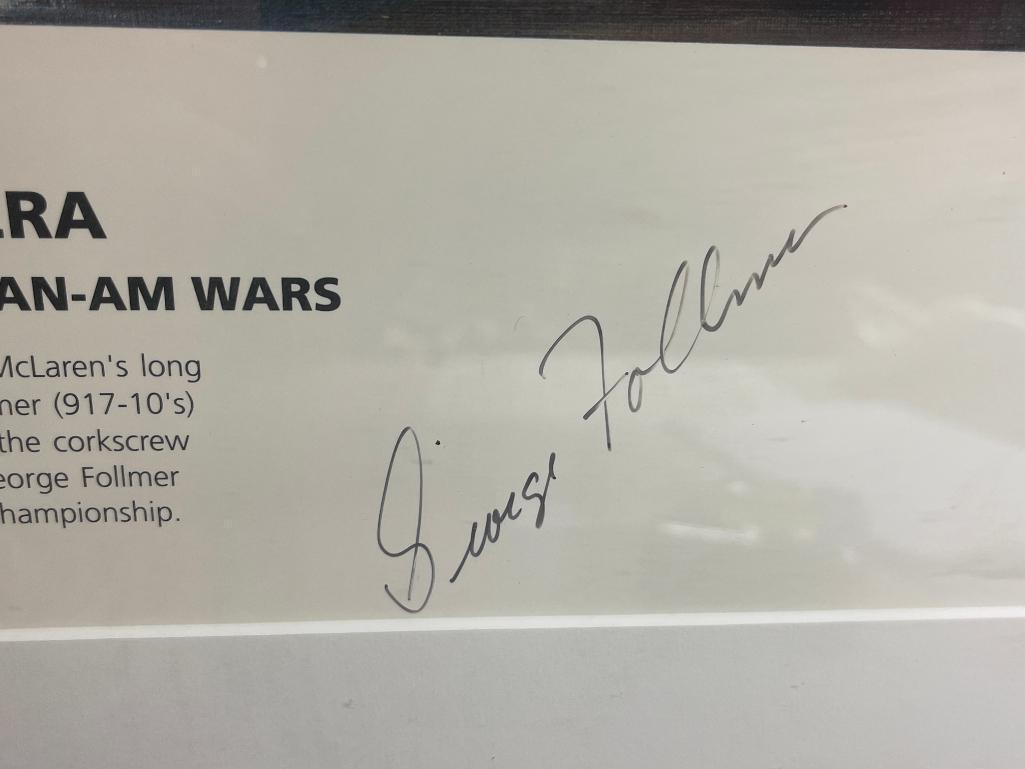 RA
AN-AM WARS
McLaren's long
ner (917-10's)
the corkscrew
eorge Follmer
hampionship.
George Follmer